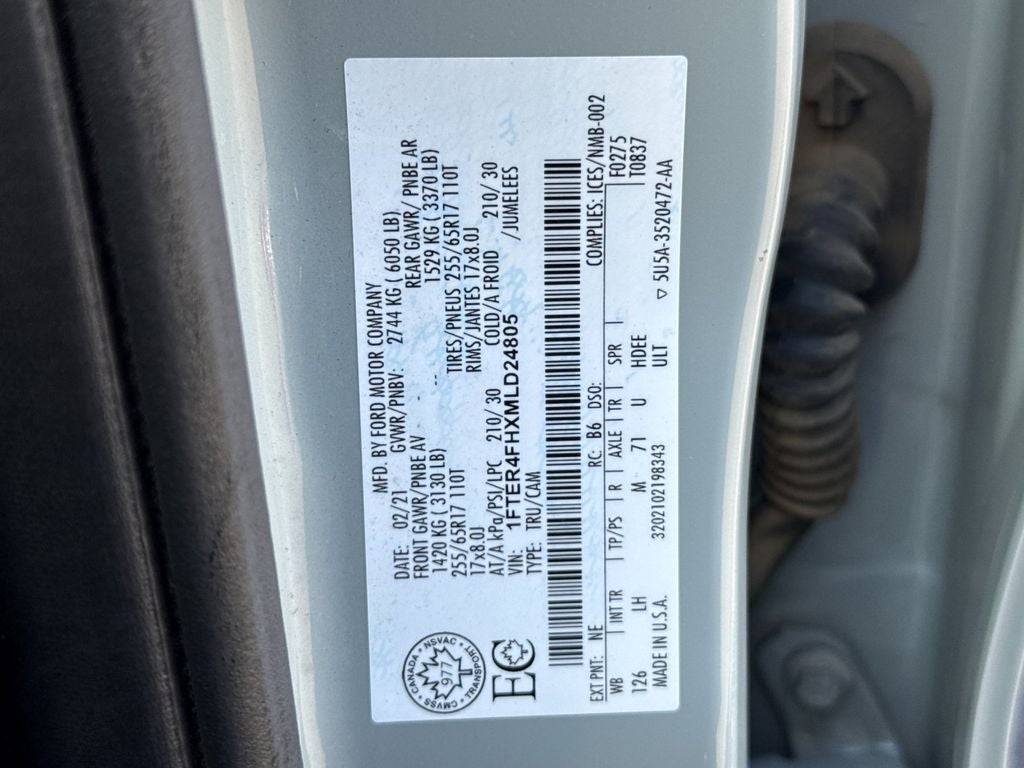 MFD. BY FORD MOTOR COMPANY
DATE: 02/21 GVWR/PNBV: 2744 KG ( 6050 LB)
FRONT GAWR/PNBE AV REAR GAWR/ PNBE AR
1420 KG ( 3130 LB) -- 1529 KG ( 3370 LB)
255/65R17 110T TIRES/PNEUS 255/65R17 110T
17x8.0J RIMS/JANTES 17x8.0J
AT/A kPa/PSI/LPC 210/ 30 COLD/A FROID 210/ 30
VIN: 1FTER4FHXMLD24805 /JUMELEES
TYPE: TRU/CAM
CANADA • NSVAC • TRANSPORT • CMVSS •
977
EC
COMPLIES: ICES/NMB-002
EXT PNT: NE RC: B6 DSO: F0275
WB INT TR TP/PS R AXLE TR SPR T0837
126 LH M 71 U HDEE
MADE IN U.S.A. 3202102198343 ULT ▽ 5U5A-3520472-AA